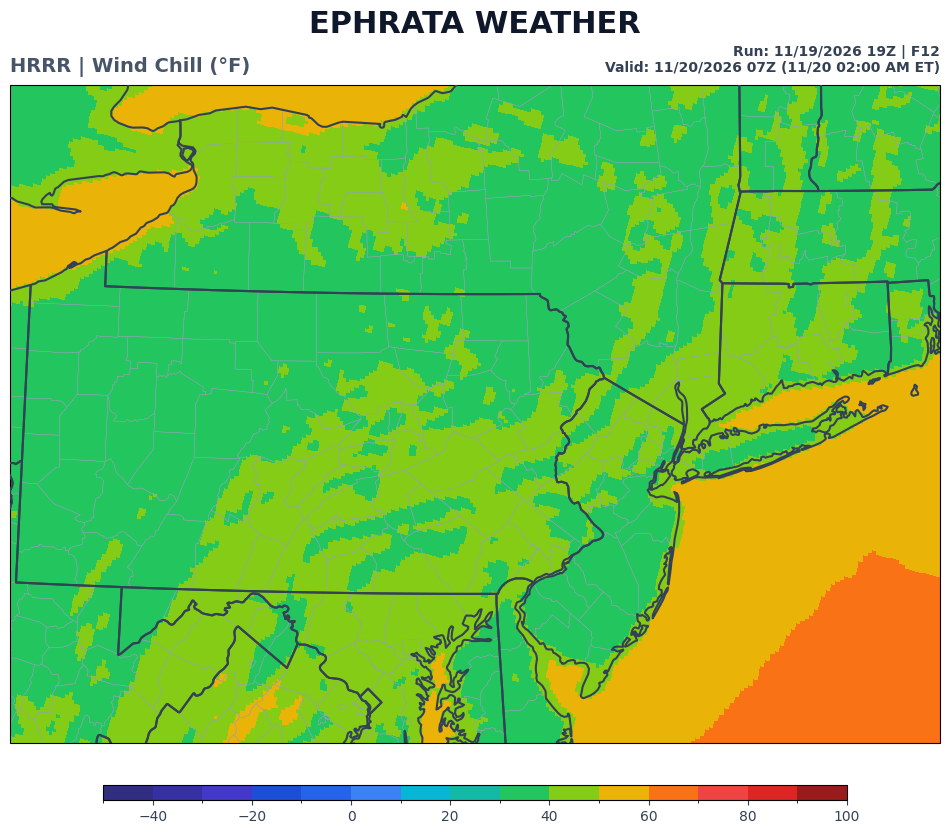 EPHRATA WEATHER
HRRR | Wind Chill (°F)
Run: 11/19/2026 19Z | F12
Valid: 11/20/2026 07Z (11/20 02:00 AM ET)
−40 −20 0 20 40 60 80 100